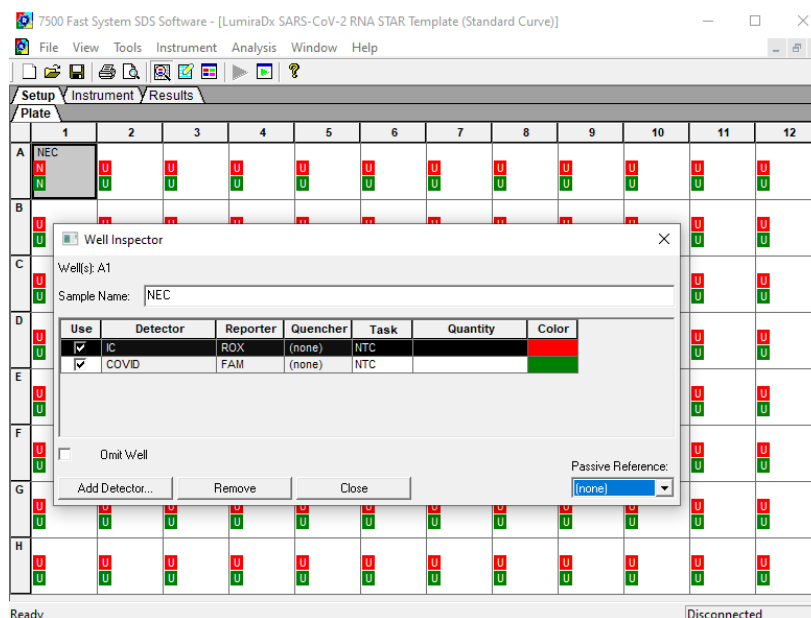 7500 Fast System SDS Software - [LumiraDx SARS-CoV-2 RNA STAR Template (Standard Curve)]
File View Tools Instrument Analysis Window Help
Setup Instrument Results
Plate
1 2 3 4 5 6 7 8 9 10 11 12
A NEC
N U U U U U U U U U U U
N U U U U U U U U U U U
B
U U U
U Well Inspector U U
C Well(s): A1
U Sample Name: NEC U U
U U U
D Use Detector Reporter Quencher Task Quantity Color
U IC ROX (none) NTC U U
U COVID FAM (none) NTC U U
E
U U U
U U U
F
U Omit Well U U
U Passive Reference: U U
G Add Detector... Remove Close (none)
U U U U U U U U U U U U
U U U U U U U U U U U U
H
U U U U U U U U U U U U
U U U U U U U U U U U U
Ready Disconnected